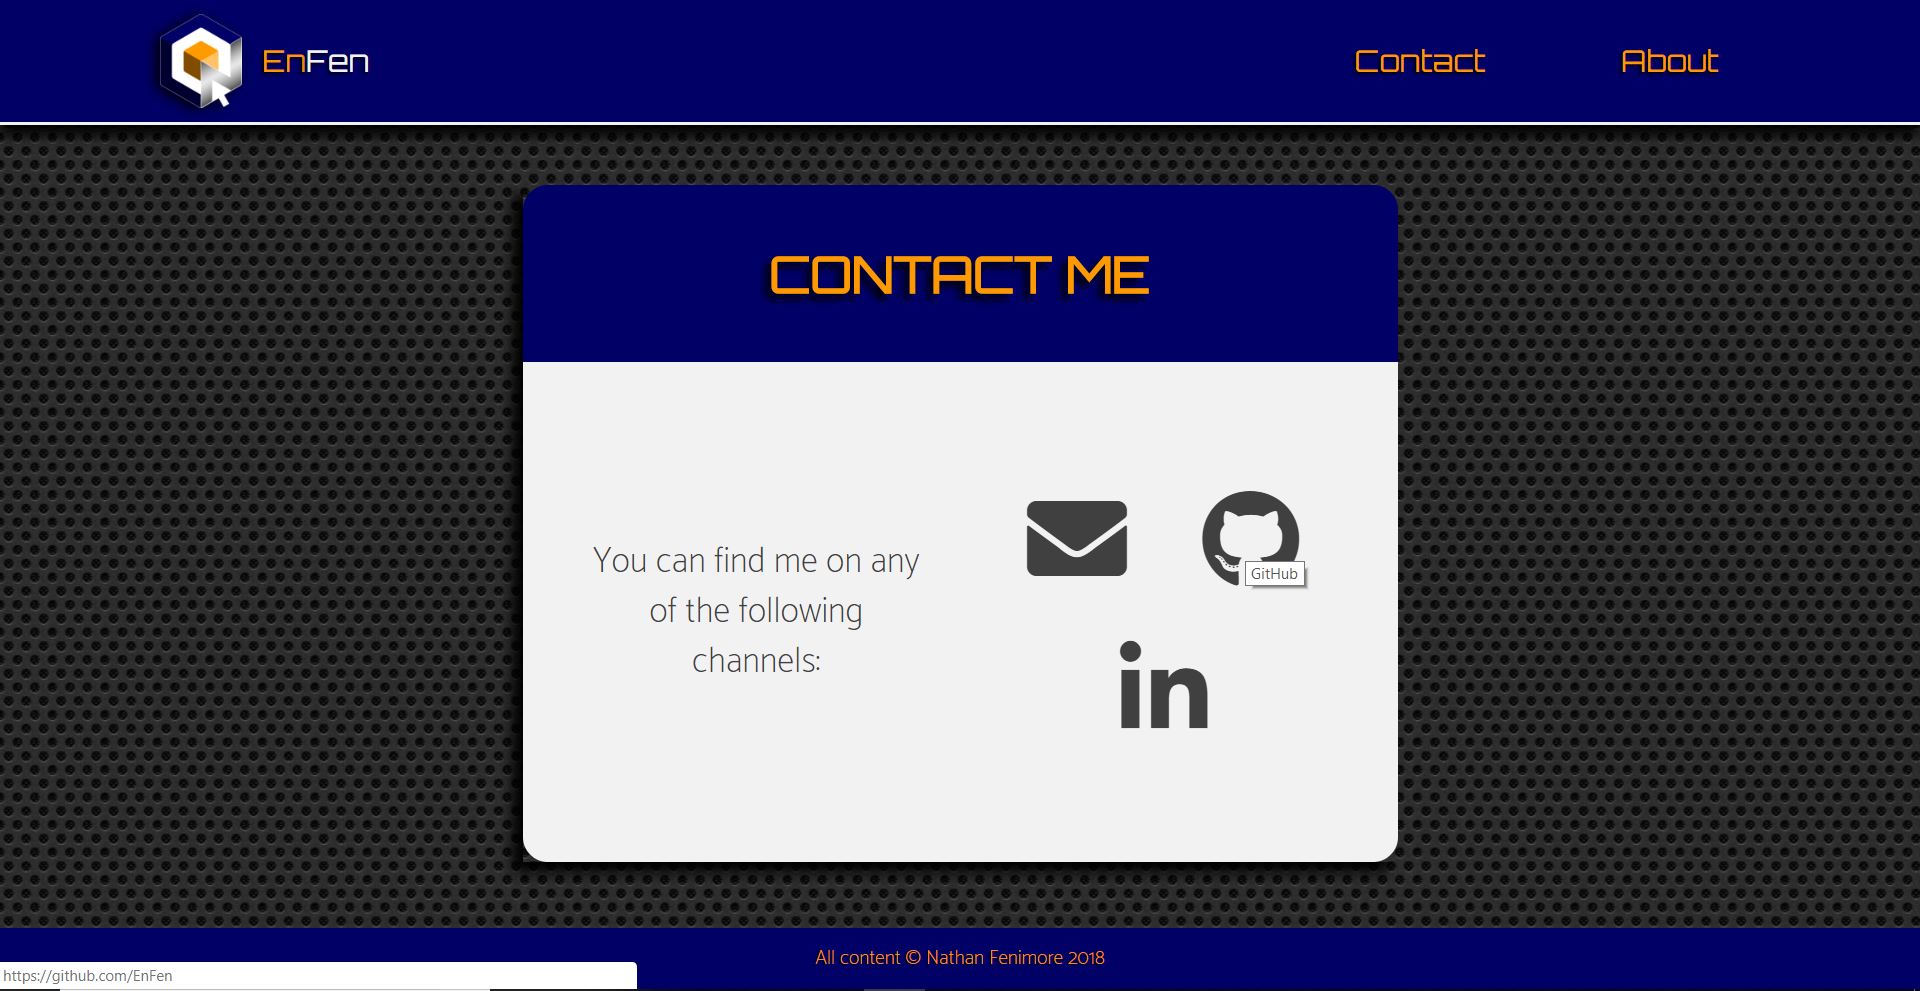 EnFen
Contact
About
CONTACT ME
You can find me on any
of the following
channels:
GitHub
in
All content © Nathan Fenimore 2018
https://github.com/EnFen